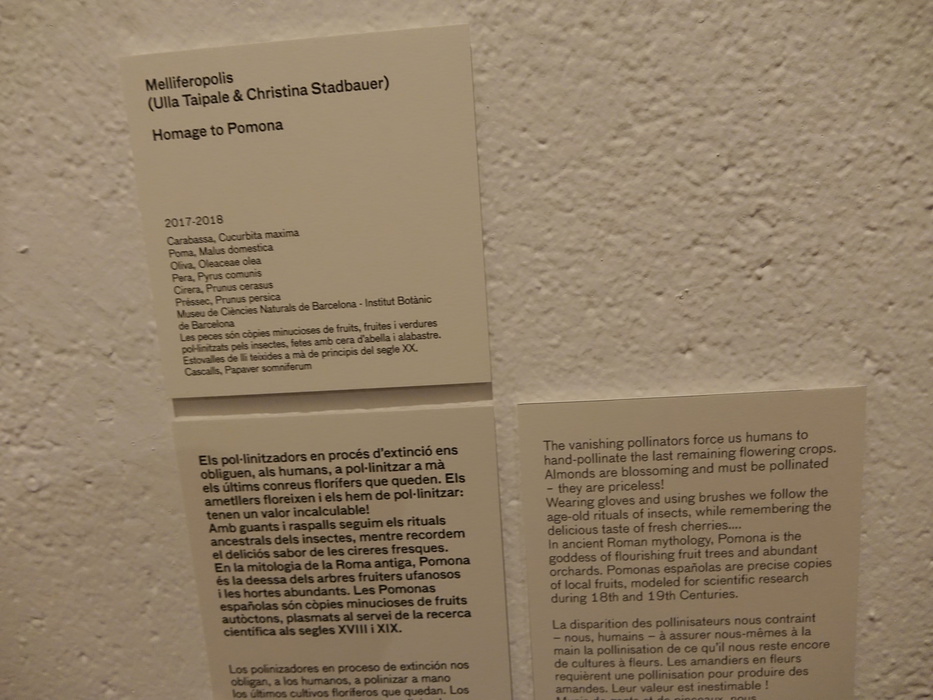 Melliferopolis
(Ulla Taipale & Christina Stadbauer)
Homage to Pomona
2017-2018
Carabassa, Cucurbita maxima
Poma, Malus domestica
Oliva, Oleaceae olea
Pera, Pyrus comunis
Cirera, Prunus cerasus
Préssec, Prunus persica
Museu de Ciències Naturals de Barcelona - Institut Botànic
de Barcelona
Les peces són còpies minucioses de fruits, fruites i verdures
pol·linitzats pels insectes, fetes amb cera d'abella i alabastre.
Estovalles de lli teixides a mà de principis del segle XX.
Cascalls, Papaver somniferum
Els pol·linitzadors en procés d'extinció ens
obliguen, als humans, a pol·linitzar a mà
els últims conreus florífers que queden. Els
ametllers floreixen i els hem de pol·linitzar:
tenen un valor incalculable!
Amb guants i raspalls seguim els rituals
ancestrals dels insectes, mentre recordem
el deliciós sabor de les cireres fresques.
En la mitologia de la Roma antiga, Pomona
és la deessa dels arbres fruiters ufanosos
i les hortes abundants. Les Pomonas
españolas són còpies minucioses de fruits
autòctons, plasmats al servei de la recerca
científica als segles XVIII i XIX.
Los polinizadores en proceso de extinción nos
obligan, a los humanos, a polinizar a mano
los últimos cultivos floríferos que quedan. Los
The vanishing pollinators force us humans to
hand-pollinate the last remaining flowering crops.
Almonds are blossoming and must be pollinated
– they are priceless!
Wearing gloves and using brushes we follow the
age-old rituals of insects, while remembering the
delicious taste of fresh cherries....
In ancient Roman mythology, Pomona is the
goddess of flourishing fruit trees and abundant
orchards. Pomonas españolas are precise copies
of local fruits, modeled for scientific research
during 18th and 19th Centuries.
La disparition des pollinisateurs nous contraint
– nous, humains – à assurer nous-mêmes à la
main la pollinisation de ce qu'il nous reste encore
de cultures à fleurs. Les amandiers en fleurs
requièrent une pollinisation pour produire des
amandes. Leur valeur est inestimable !